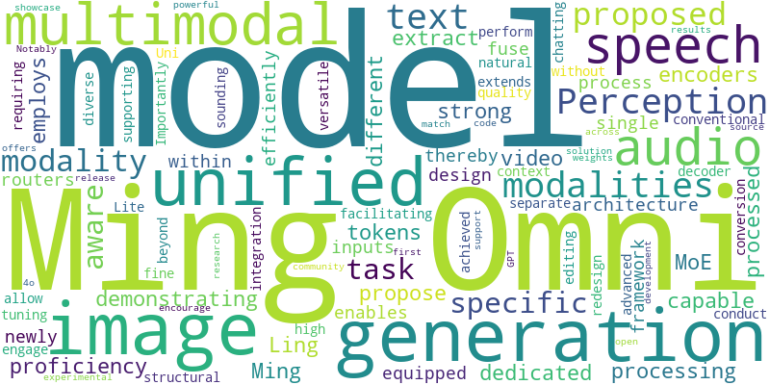 showcase
powerful
Notably
multimodal
model
text
proposed
requiring
employs
diverse
supporting
Importantly
Uni
sounding
efficiently
versatile
extract
fuse
different
perform
natural
extends
quality
chatting
speech
without
results
process
encoders
strong
Perception
match
code
single
conventional
across
source
offers
modality
within
unified
thereby
video
audio
solution
weights
routers
release
design
context
decoder
modalities
Lite
aware
beyond
integration
facilitating
tokens
inputs
achieved
support
separate
architecture
GPT
editing
redesign
advanced
framework
development
MoE
conversion
processed
Ming Omni
4o
fine
research
community
first
task
allow
tuning
demonstrating
encourage
propose
enables
specific
capable
open
conduct
newly
engage
image
high
Ling
generation
proficiency
structural
Ming
equipped
dedicated
processing
experimental